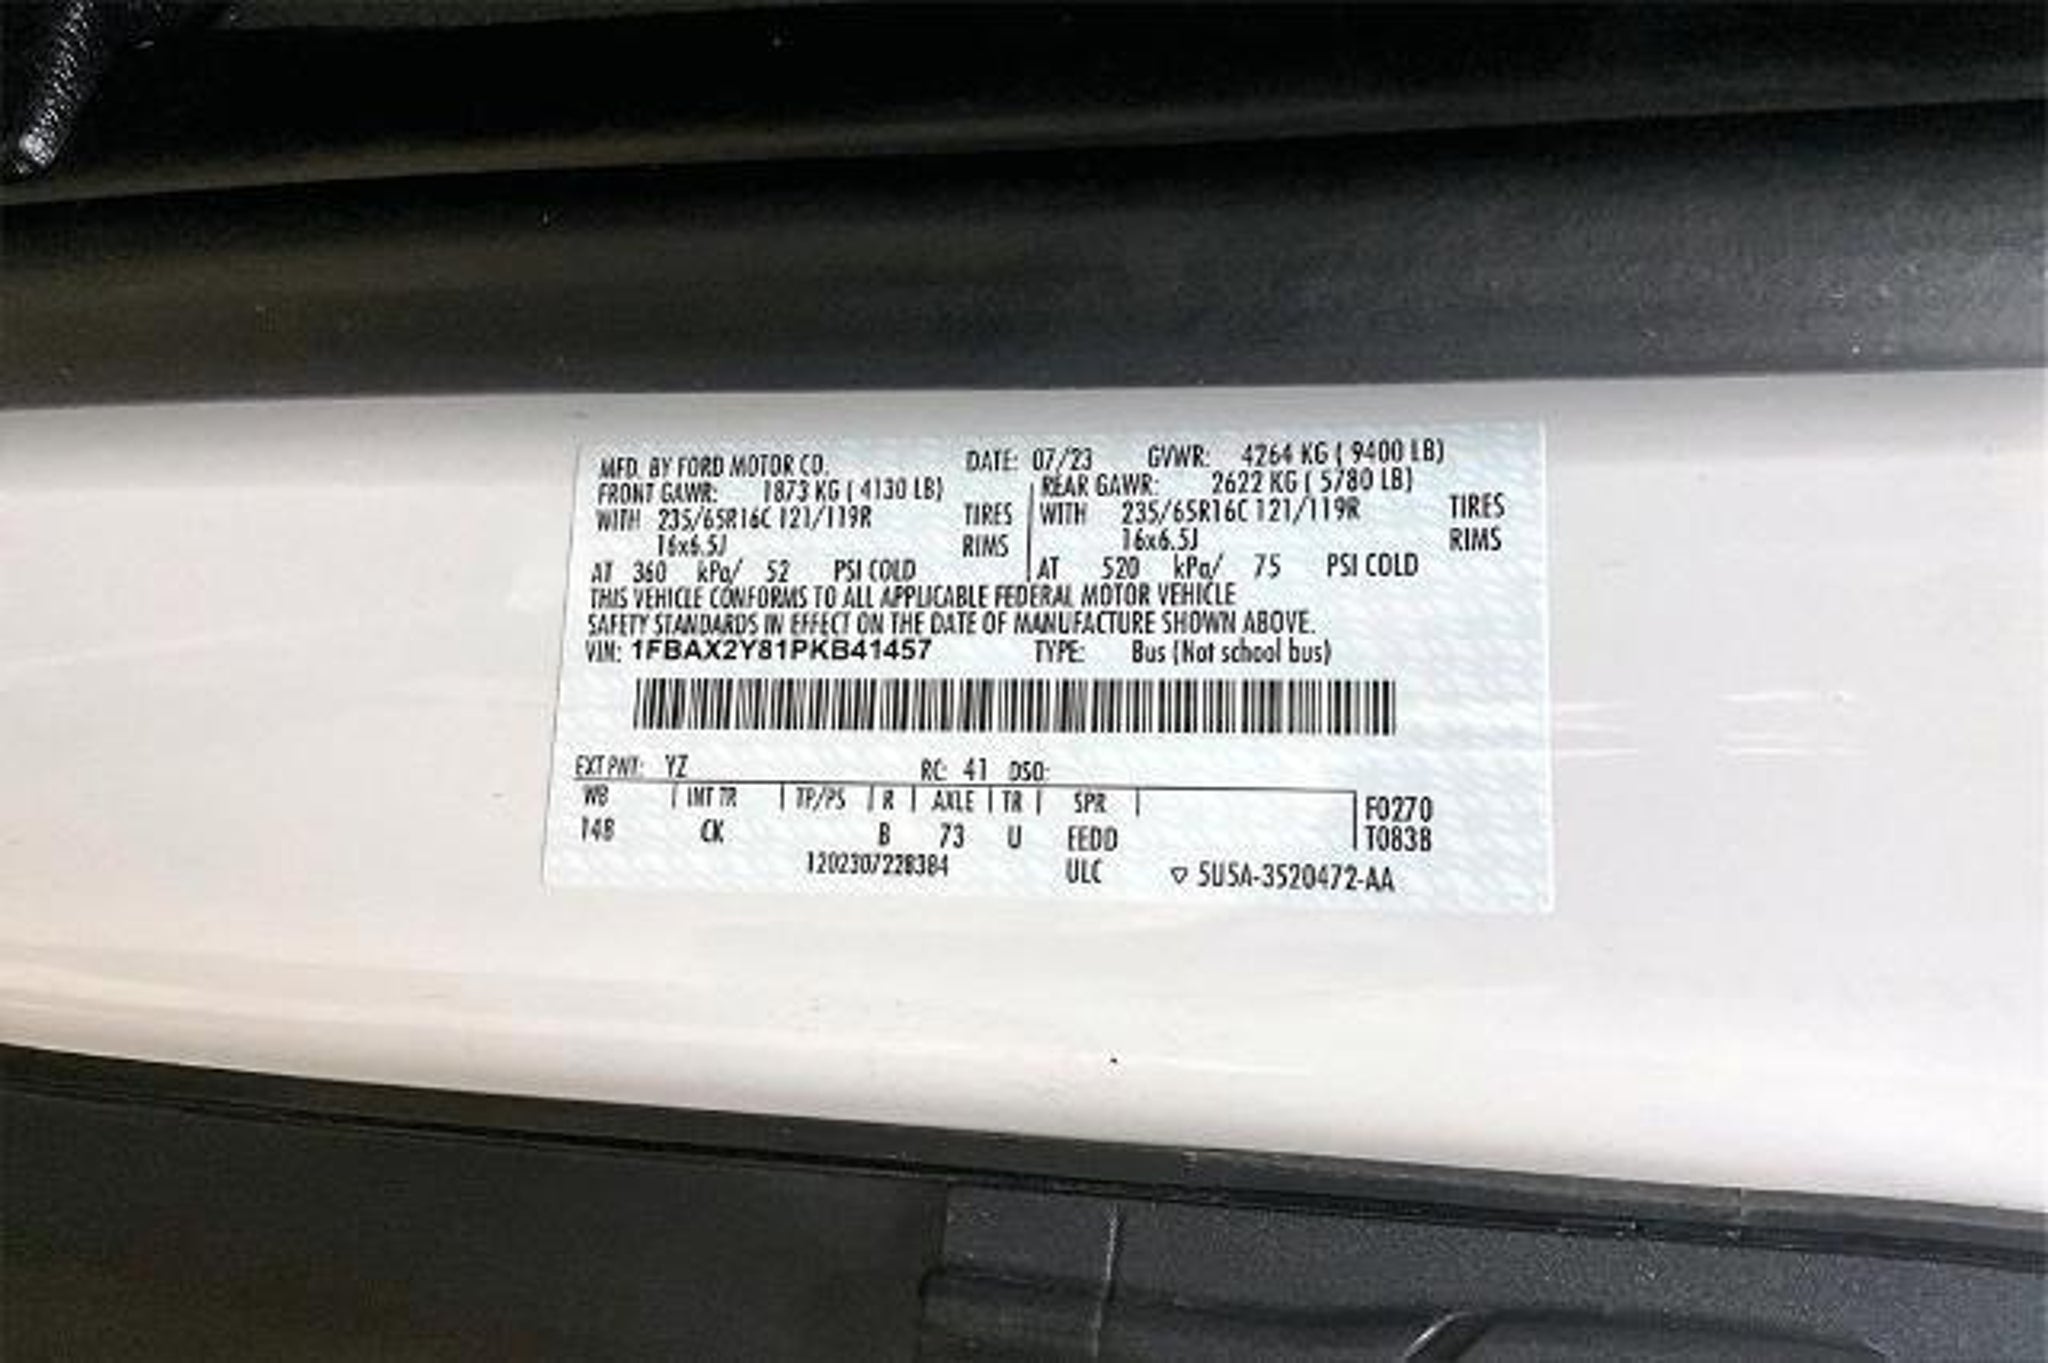 MFD. BY FORD MOTOR CO. DATE: 07/23 GVWR: 4264 KG ( 9400 LB)
FRONT GAWR: 1873 KG ( 4130 LB) REAR GAWR: 2622 KG ( 5780 LB)
WITH 235/65R16C 121/119R TIRES WITH 235/65R16C 121/119R TIRES
16x6.5J RIMS 16x6.5J RIMS
AT 360 kPa/ 52 PSI COLD AT 520 kPa/ 75 PSI COLD
THIS VEHICLE CONFORMS TO ALL APPLICABLE FEDERAL MOTOR VEHICLE
SAFETY STANDARDS IN EFFECT ON THE DATE OF MANUFACTURE SHOWN ABOVE.
VIN: 1FBAX2Y81PKB41457 TYPE: Bus (Not school bus)
EXT PNT: YZ RC: 41 DSO:
WB INT TR TP/PS R AXLE TR SPR F0270
148 CK B 73 U EEDD T0838
1202307228384 ULC ▽ 5U5A-3520472-AA